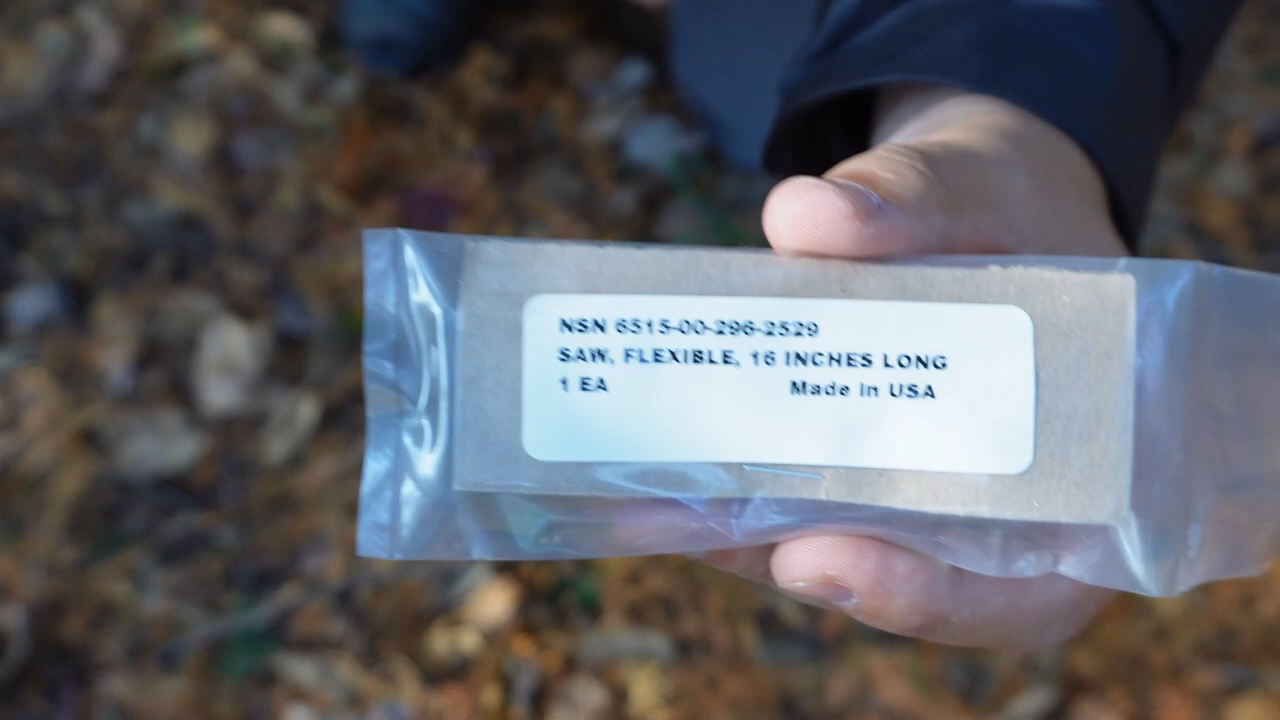 NSN 6515-00-296-2529
SAW, FLEXIBLE, 16 INCHES LONG
1 EA Made in USA